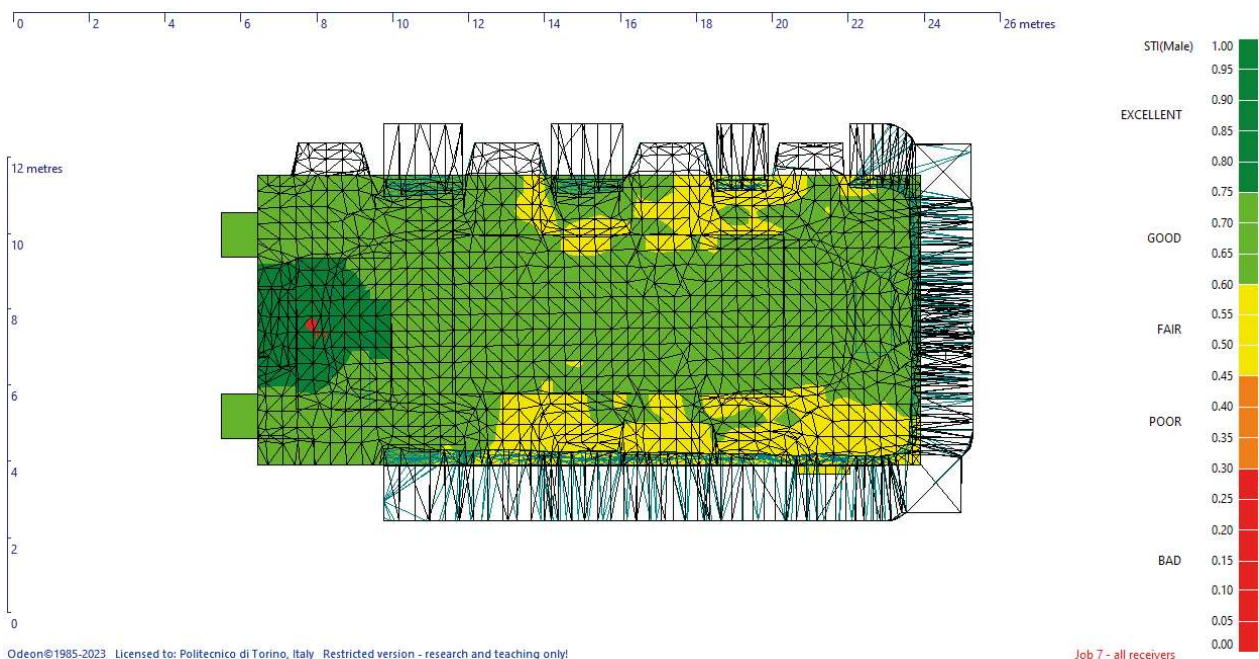 0 2 4 6 8 10 12 14 16 18 20 22 24 26 metres
STI(Male) 1.00
0.95
EXCELLENT 0.90
0.85
0.80
0.75
12 metres
0.70
10
GOOD 0.65
0.60
8
0.55
FAIR 0.50
0.45
6
0.40
POOR 0.35
4
0.30
0.25
2
0.20
BAD 0.15
0.10
0
0.05
0.00
Odeon©1985-2023 Licensed to: Politecnico di Torino, Italy Restricted version - research and teaching only!
Job 7 - all receivers